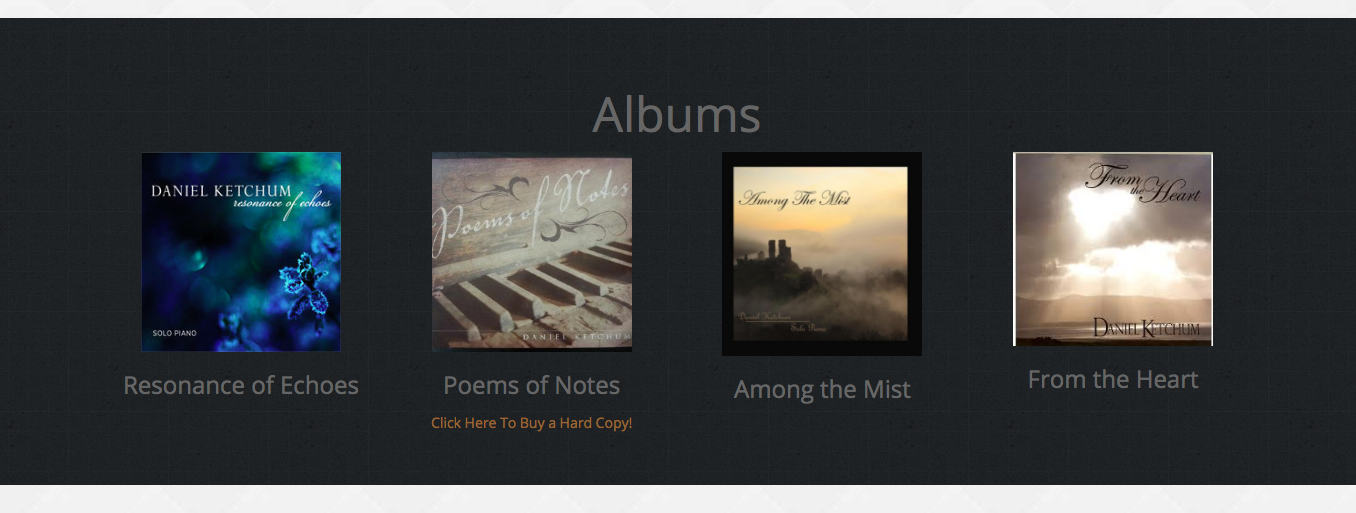 Albums
DANIEL KETCHUM
resonance of echoes
SOLO PIANO
Poems of Notes
DANIEL KETCHUM
Among The Mist
Daniel Ketchum
Solo Piano
From
the Heart
DANIEL KETCHUM
Resonance of Echoes
Poems of Notes
Among the Mist
From the Heart
Click Here To Buy a Hard Copy!